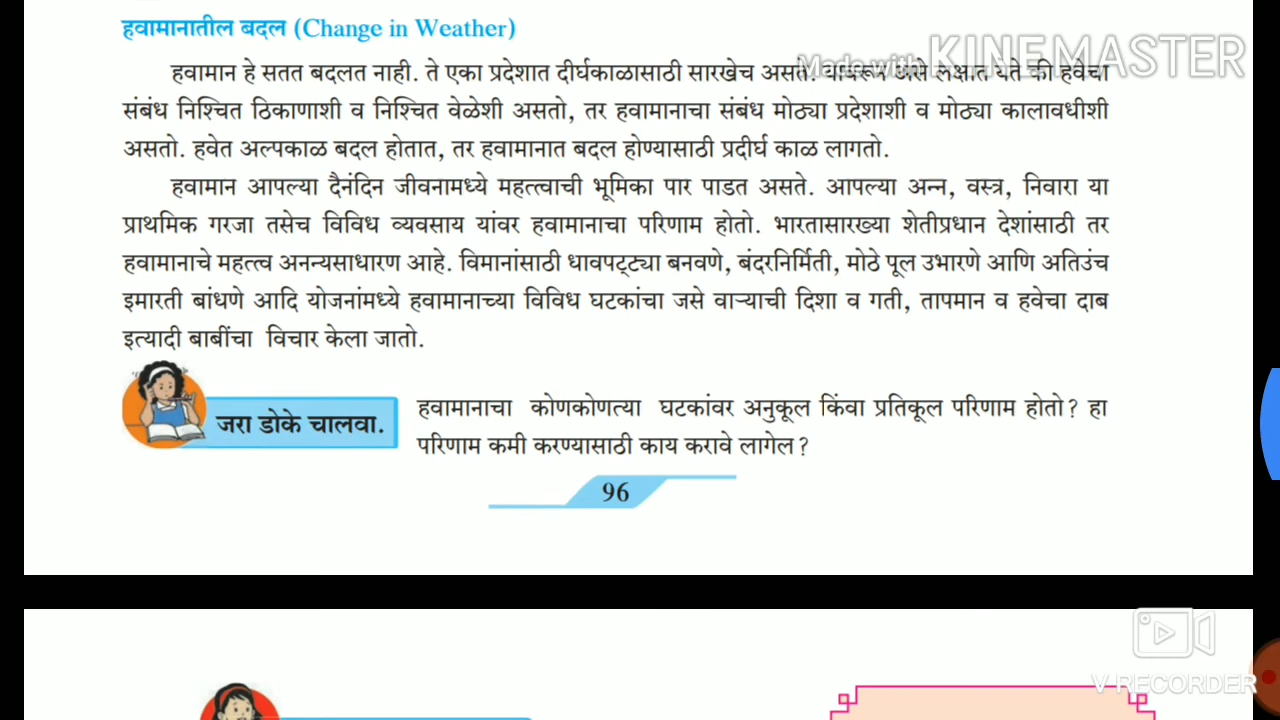 हवामानातील बदल (Change in Weather)
हवामान हे सतत बदलत नाही. ते एका प्रदेशात दीर्घकाळासाठी सारखेच असते. यावरून असे लक्षात येते की हवेचा
Made with KINEMASTER
संबंध निश्चित ठिकाणाशी व निश्चित वेळेशी असतो, तर हवामानाचा संबंध मोठ्या प्रदेशाशी व मोठ्या कालावधीशी
असतो. हवेत अल्पकाळ बदल होतात, तर हवामानात बदल होण्यासाठी प्रदीर्घ काळ लागतो.
हवामान आपल्या दैनंदिन जीवनामध्ये महत्त्वाची भूमिका पार पाडत असते. आपल्या अन्न, वस्त्र, निवारा या
प्राथमिक गरजा तसेच विविध व्यवसाय यांवर हवामानाचा परिणाम होतो. भारतासारख्या शेतीप्रधान देशांसाठी तर
हवामानाचे महत्त्व अनन्यसाधारण आहे. विमानांसाठी धावपट्ट्या बनवणे, बंदरनिर्मिती, मोठे पूल उभारणे आणि अतिउंच
इमारती बांधणे आदि योजनांमध्ये हवामानाच्या विविध घटकांचा जसे वाऱ्याची दिशा व गती, तापमान व हवेचा दाब
इत्यादी बाबींचा विचार केला जातो.
जरा डोके चालवा.
हवामानाचा कोणकोणत्या घटकांवर अनुकूल किंवा प्रतिकूल परिणाम होतो? हा
परिणाम कमी करण्यासाठी काय करावे लागेल?
96
V RECORDER